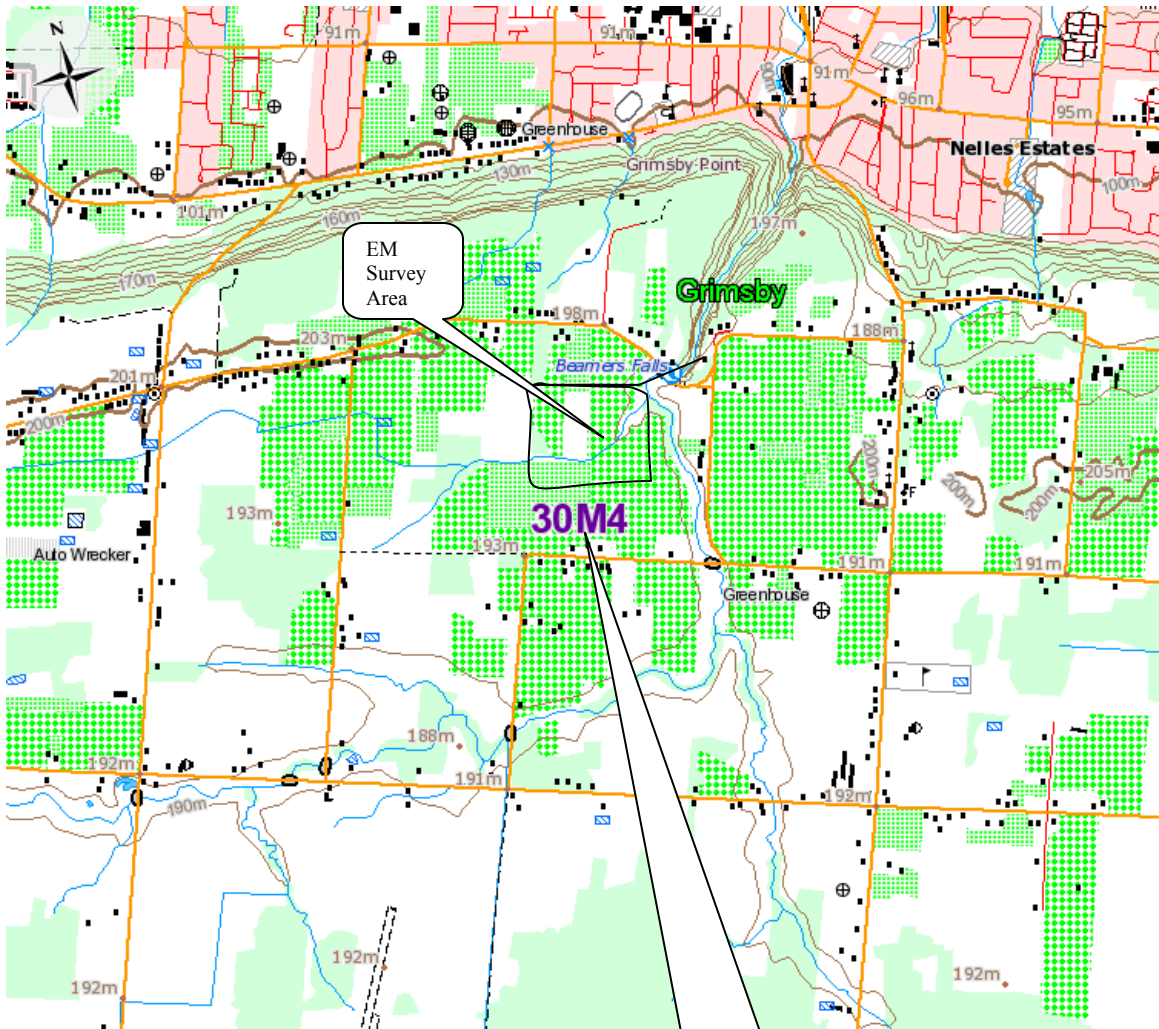 N
91m
91m
90m
91m
96m
95m
F
Greenhouse
Nelles Estates
Grimsby Point
130m
100m
101m
160m
197m
170m
EM
Survey
Area
Grimsby
198m
203m
188m
Beamers Falls
201m
200m
200m
205m
200m
200m
F
30M4
193m
Auto Wrecker
193m
191m
191m
Greenhouse
188m
192m
191m
192m
190m
192m
192m
192m